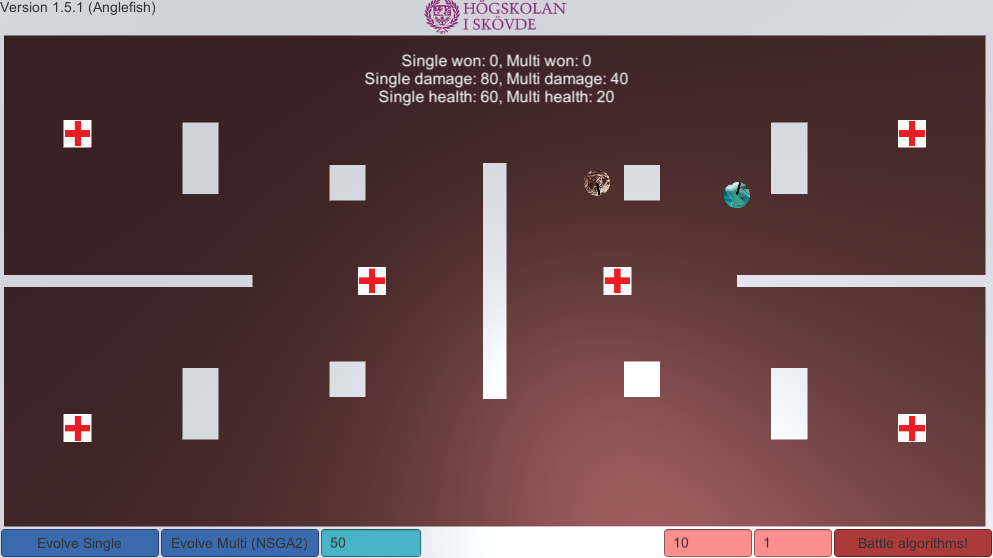 Version 1.5.1 (Anglefish)
HÖGSKOLAN
I SKÖVDE
Single won: 0, Multi won: 0
Single damage: 80, Multi damage: 40
Single health: 60, Multi health: 20
Evolve Single
Evolve Multi (NSGA2)
50
10
1
Battle algorithms!